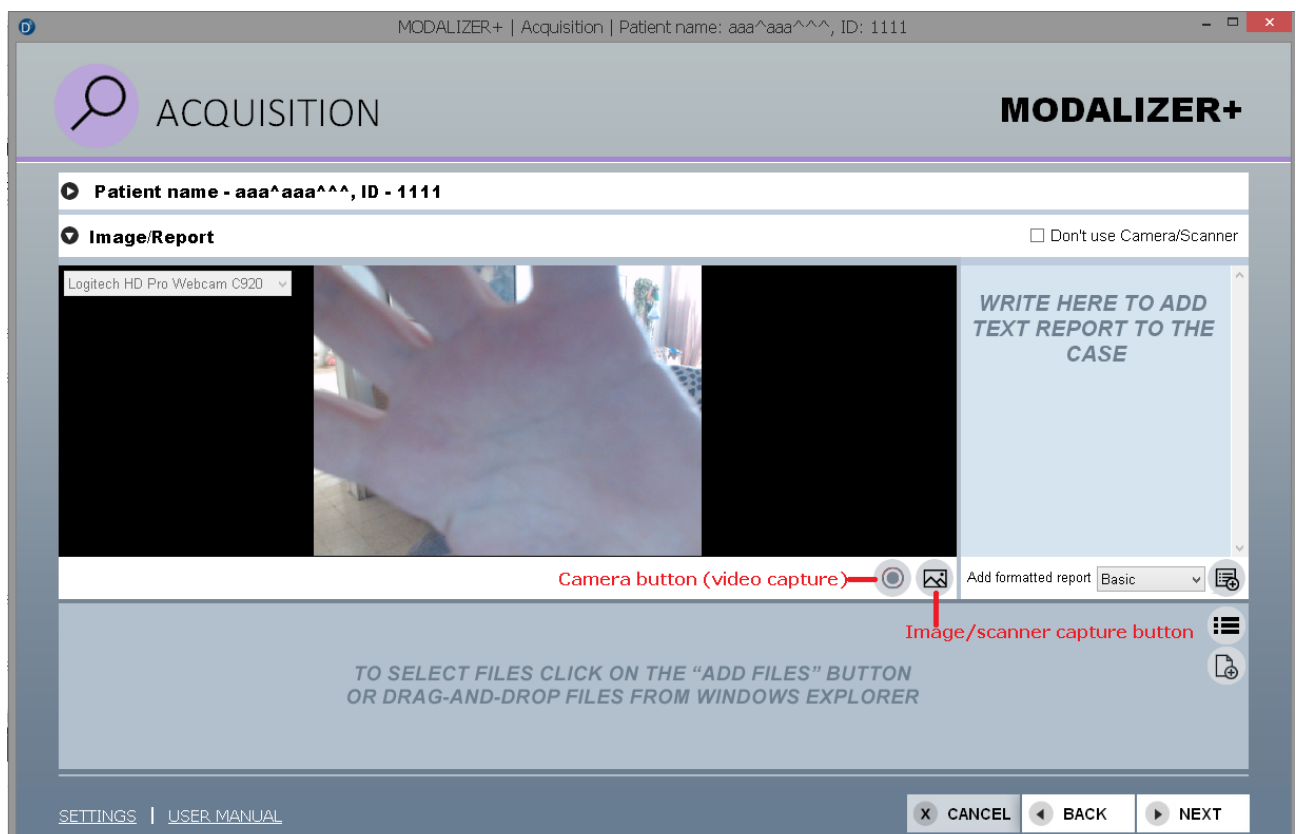 MODALIZER+ | Acquisition | Patient name: aaa^aaa^^^, ID: 1111
ACQUISITION
MODALIZER+
Patient name - aaa^aaa^^^, ID - 1111
Image/Report
Don't use Camera/Scanner
Logitech HD Pro Webcam C920
WRITE HERE TO ADD
TEXT REPORT TO THE
CASE
Camera button (video capture)
Add formatted report Basic
Image/scanner capture button
TO SELECT FILES CLICK ON THE “ADD FILES” BUTTON
OR DRAG-AND-DROP FILES FROM WINDOWS EXPLORER
SETTINGS | USER MANUAL
X CANCEL
BACK
NEXT